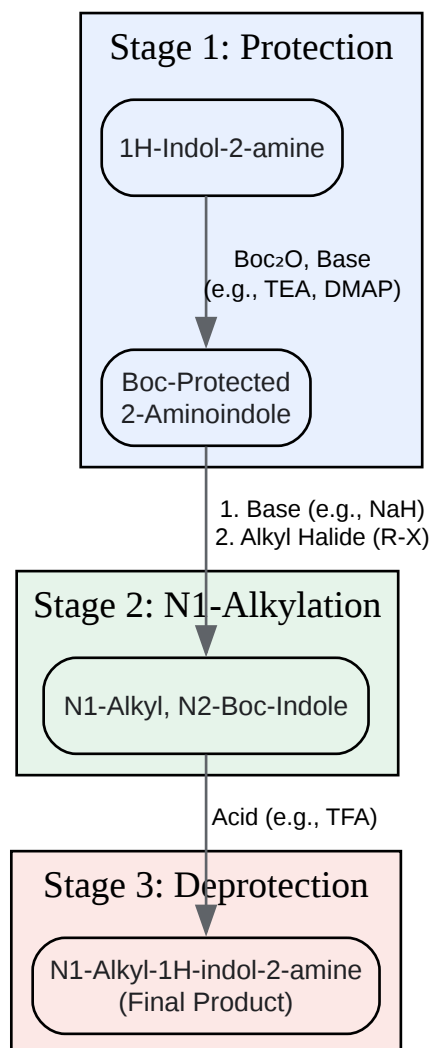 Stage 1: Protection
1H-Indol-2-amine
Boc₂O, Base
(e.g., TEA, DMAP)
Boc-Protected
2-Aminoindole
1. Base (e.g., NaH)
2. Alkyl Halide (R-X)
Stage 2: N1-Alkylation
N1-Alkyl, N2-Boc-Indole
Acid (e.g., TFA)
Stage 3: Deprotection
N1-Alkyl-1H-indol-2-amine
(Final Product)